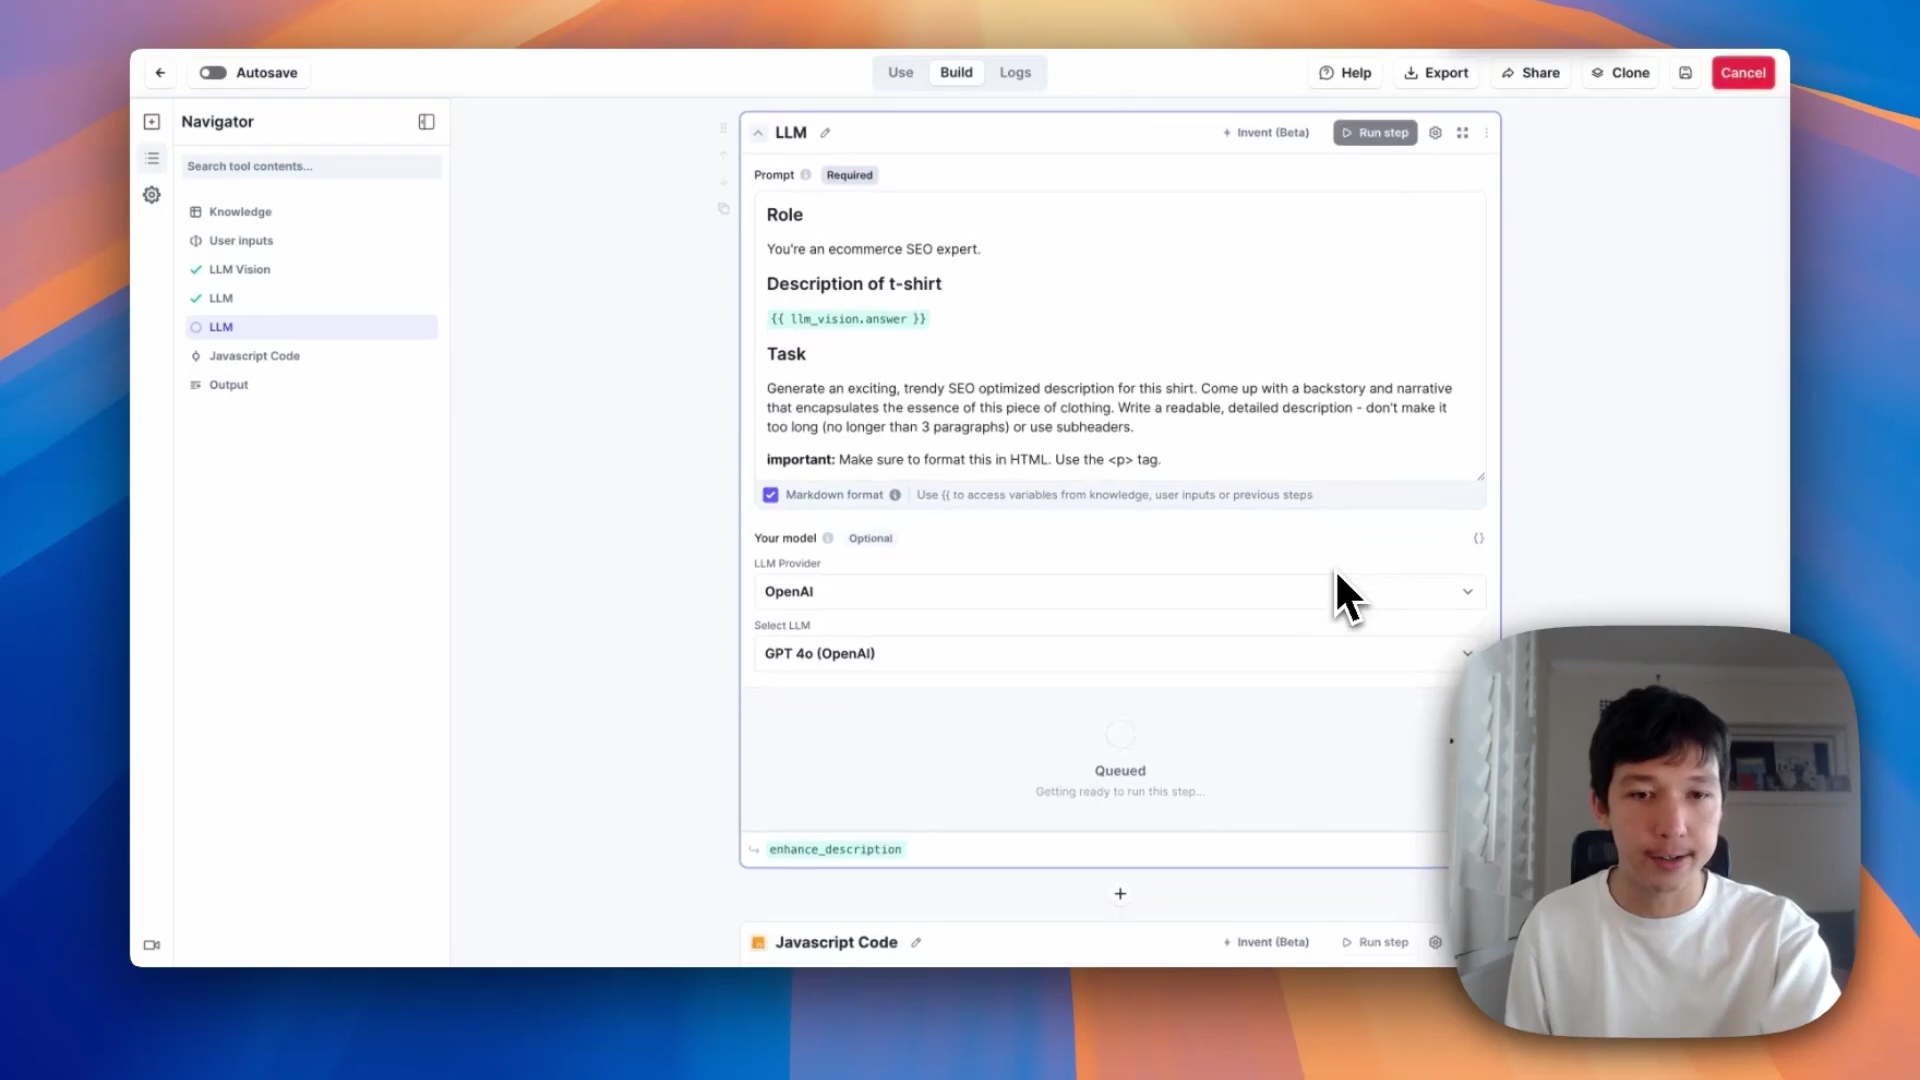 Autosave
Use
Build
Logs
Help
Export
Share
Clone
Cancel
Navigator
Search tool contents...
Knowledge
User inputs
LLM Vision
LLM
LLM
Javascript Code
Output
LLM
+ Invent (Beta)
Run step
Prompt
Required
Role
You're an ecommerce SEO expert.
Description of t-shirt
{{ llm_vision.answer }}
Task
Generate an exciting, trendy SEO optimized description for this shirt. Come up with a backstory and narrative
that encapsulates the essence of this piece of clothing. Write a readable, detailed description - don't make it
too long (no longer than 3 paragraphs) or use subheaders.
important: Make sure to format this in HTML. Use the <p> tag.
Markdown format
Use {{ to access variables from knowledge, user inputs or previous steps
Your model
Optional
{}
LLM Provider
OpenAI
Select LLM
GPT 4o (OpenAI)
Queued
Getting ready to run this step...
enhance_description
+
Javascript Code
+ Invent (Beta)
Run step